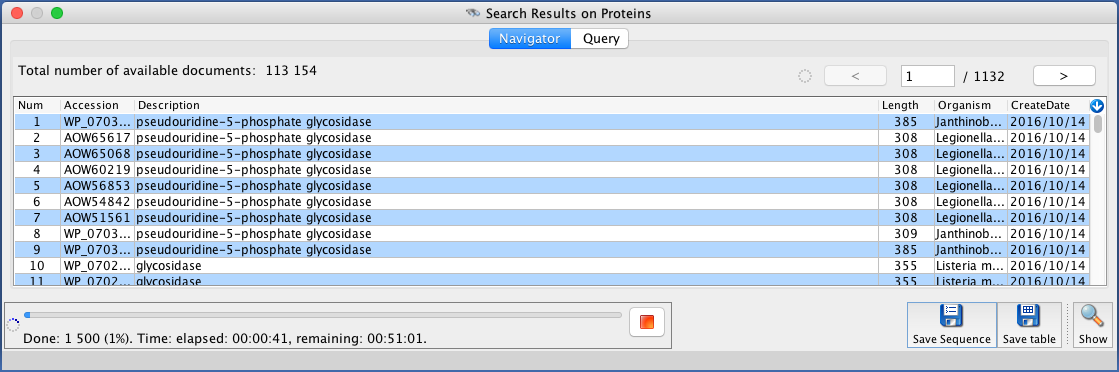 Search Results on Proteins
Navigator Query
Total number of available documents: 113 154
< 1 / 1132 >
Num Accession Description Length Organism CreateDate
1 WP_0703... pseudouridine-5-phosphate glycosidase 385 Janthinob... 2016/10/14
2 AOW65617 pseudouridine-5-phosphate glycosidase 308 Legionella... 2016/10/14
3 AOW65068 pseudouridine-5-phosphate glycosidase 308 Legionella... 2016/10/14
4 AOW60219 pseudouridine-5-phosphate glycosidase 308 Legionella... 2016/10/14
5 AOW56853 pseudouridine-5-phosphate glycosidase 308 Legionella... 2016/10/14
6 AOW54842 pseudouridine-5-phosphate glycosidase 308 Legionella... 2016/10/14
7 AOW51561 pseudouridine-5-phosphate glycosidase 308 Legionella... 2016/10/14
8 WP_0703... pseudouridine-5-phosphate glycosidase 309 Janthinob... 2016/10/14
9 WP_0703... pseudouridine-5-phosphate glycosidase 385 Janthinob... 2016/10/14
10 WP_0702... glycosidase 355 Listeria m... 2016/10/14
11 WP_0702... glycosidase 355 Listeria m... 2016/10/14
Done: 1 500 (1%). Time: elapsed: 00:00:41, remaining: 00:51:01.
Save Sequence Save table Show